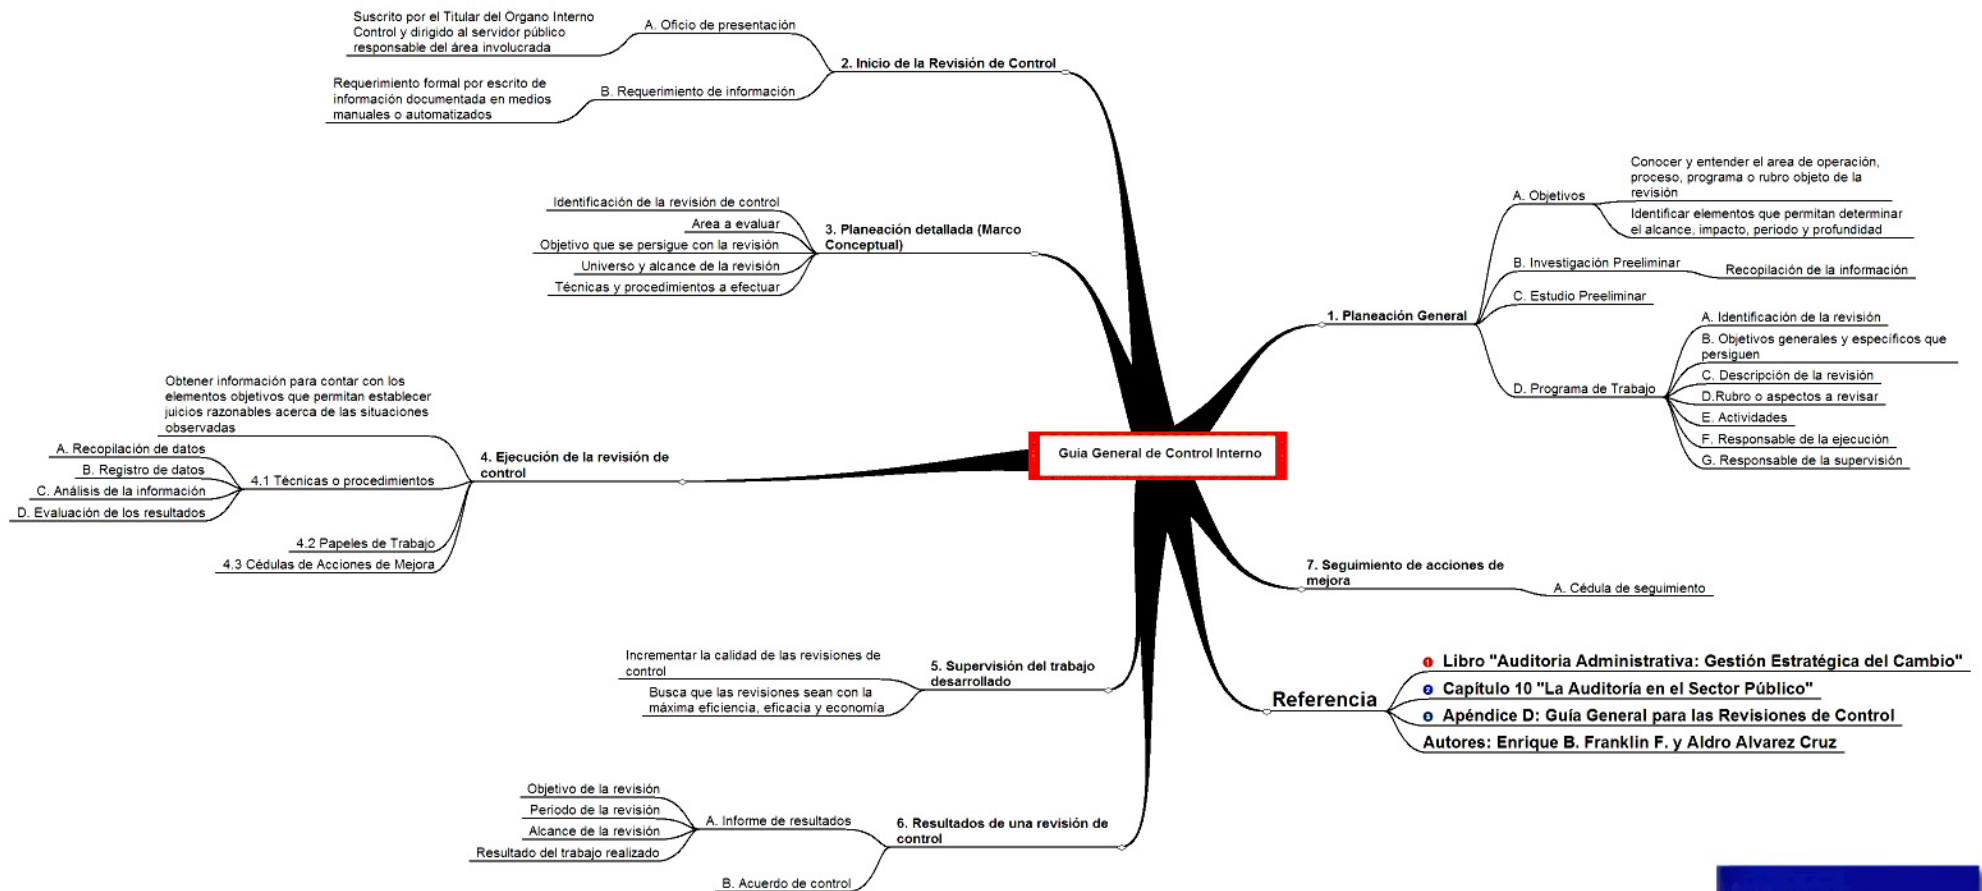 Guia General de Control Interno
1. Planeación General
A. Objetivos
Conocer y entender el area de operación,
proceso, programa o rubro objeto de la
revisión
Identificar elementos que permitan determinar
el alcance, impacto, periodo y profundidad
B. Investigación Preeliminar
Recopilación de la información
C. Estudio Preeliminar
D. Programa de Trabajo
A. Identificación de la revisión
B. Objetivos generales y específicos que
persiguen
C. Descripción de la revisión
D.Rubro o aspectos a revisar
E. Actividades
F. Responsable de la ejecución
G. Responsable de la supervisión
2. Inicio de la Revisión de Control
A. Oficio de presentación
Suscrito por el Titular del Organo Interno
Control y dirigido al servidor público
responsable del área involucrada
B. Requerimiento de información
Requerimiento formal por escrito de
información documentada en medios
manuales o automatizados
3. Planeación detallada (Marco
Conceptual)
Identificación de la revisión de control
Area a evaluar
Objetivo que se persigue con la revisión
Universo y alcance de la revisión
Técnicas y procedimientos a efectuar
4. Ejecución de la revisión de
control
Obtener información para contar con los
elementos objetivos que permitan establecer
juicios razonables acerca de las situaciones
observadas
4.1 Técnicas o procedimientos
A. Recopilación de datos
B. Registro de datos
C. Análisis de la información
D. Evaluación de los resultados
4.2 Papeles de Trabajo
4.3 Cédulas de Acciones de Mejora
5. Supervisión del trabajo
desarrollado
Incrementar la calidad de las revisiones de
control
Busca que las revisiones sean con la
máxima eficiencia, eficacia y economía
6. Resultados de una revisión de
control
A. Informe de resultados
Objetivo de la revisión
Periodo de la revisión
Alcance de la revisión
Resultado del trabajo realizado
B. Acuerdo de control
7. Seguimiento de acciones de
mejora
A. Cédula de seguimiento
Referencia
1 Libro "Auditoria Administrativa: Gestión Estratégica del Cambio"
2 Capítulo 10 "La Auditoría en el Sector Público"
3 Apéndice D: Guía General para las Revisiones de Control
Autores: Enrique B. Franklin F. y Aldro Alvarez Cruz